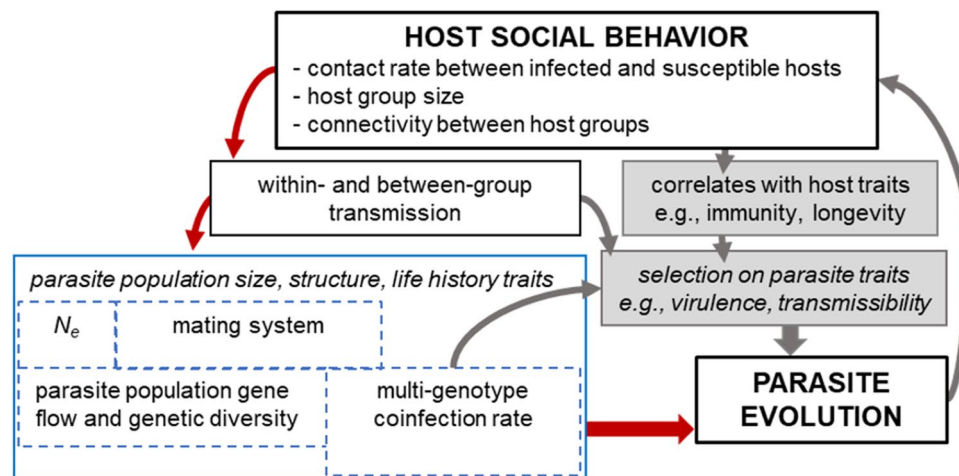 HOST SOCIAL BEHAVIOR
- contact rate between infected and susceptible hosts
- host group size
- connectivity between host groups
within- and between-group
transmission
correlates with host traits
e.g., immunity, longevity
parasite population size, structure, life history traits
selection on parasite traits
e.g., virulence, transmissibility
Ne
mating system
parasite population gene
flow and genetic diversity
multi-genotype
coinfection rate
PARASITE
EVOLUTION